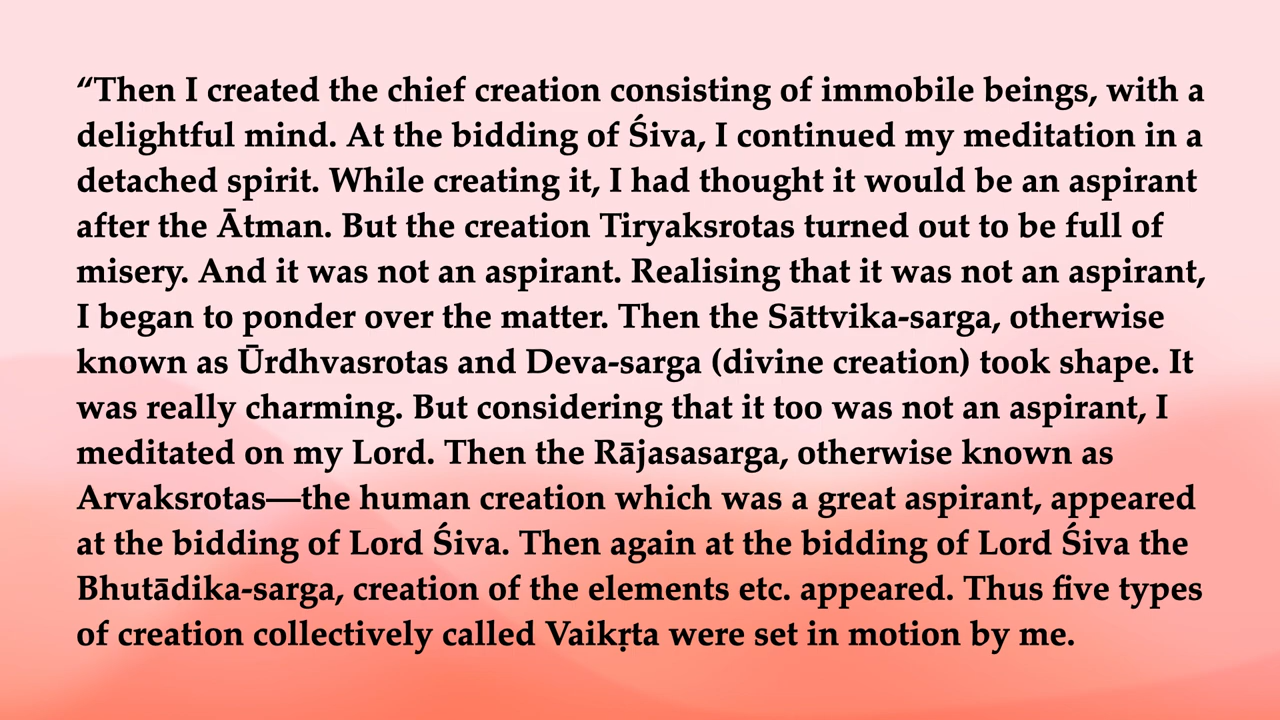 “Then I created the chief creation consisting of immobile beings, with a
delightful mind. At the bidding of Śiva, I continued my meditation in a
detached spirit. While creating it, I had thought it would be an aspirant
after the Ātman. But the creation Tiryaksrotas turned out to be full of
misery. And it was not an aspirant. Realising that it was not an aspirant,
I began to ponder over the matter. Then the Sāttvika-sarga, otherwise
known as Ūrdhvasrotas and Deva-sarga (divine creation) took shape. It
was really charming. But considering that it too was not an aspirant, I
meditated on my Lord. Then the Rājasasarga, otherwise known as
Arvaksrotas—the human creation which was a great aspirant, appeared
at the bidding of Lord Śiva. Then again at the bidding of Lord Śiva the
Bhutādika-sarga, creation of the elements etc. appeared. Thus five types
of creation collectively called Vaikṛta were set in motion by me.